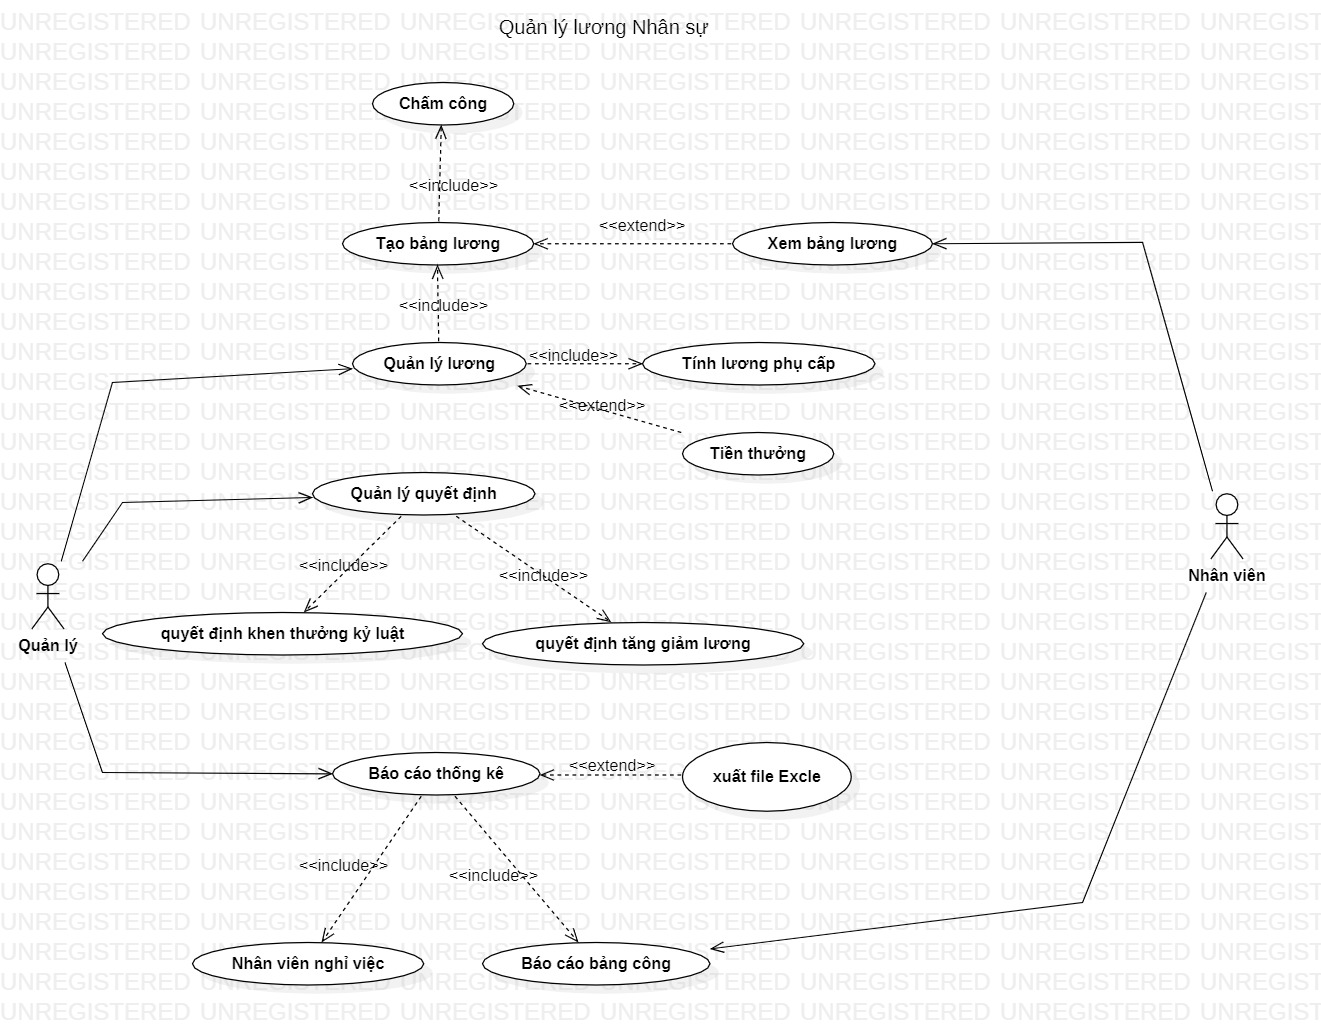 Quản lý lương Nhân sự
Chấm công
<<include>>
<<extend>>
Tạo bảng lương
Xem bảng lương
<<include>>
<<include>>
Quản lý lương
Tính lương phụ cấp
<<extend>>
Tiền thưởng
Quản lý quyết định
<<include>>
<<include>>
Nhân viên
quyết định khen thưởng kỷ luật
quyết định tăng giảm lương
Quản lý
<<extend>>
Báo cáo thống kê
xuất file Excle
<<include>>
<<include>>
Nhân viên nghỉ việc
Báo cáo bảng công
UNREGISTERED